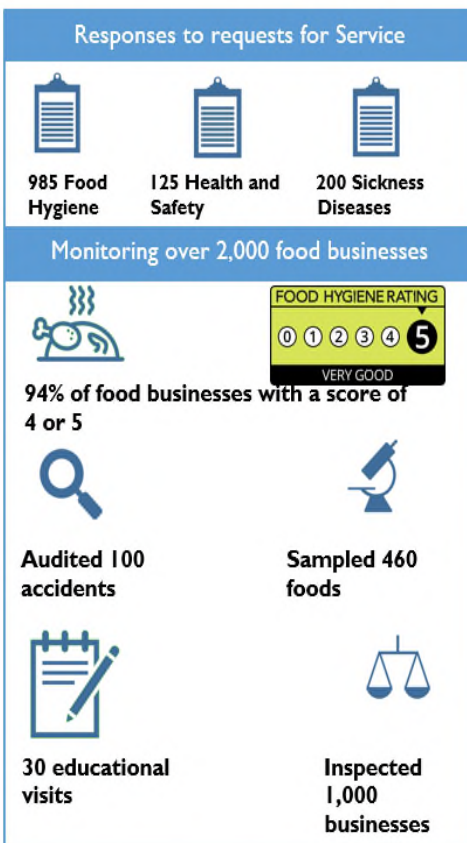 Responses to requests for Service
985 Food
Hygiene
125 Health and
Safety
200 Sickness
Diseases
Monitoring over 2,000 food businesses
FOOD HYGIENE RATING
0 1 2 3 4 5
VERY GOOD
94% of food businesses with a score of
4 or 5
Audited 100
accidents
Sampled 460
foods
30 educational
visits
Inspected
1,000
businesses